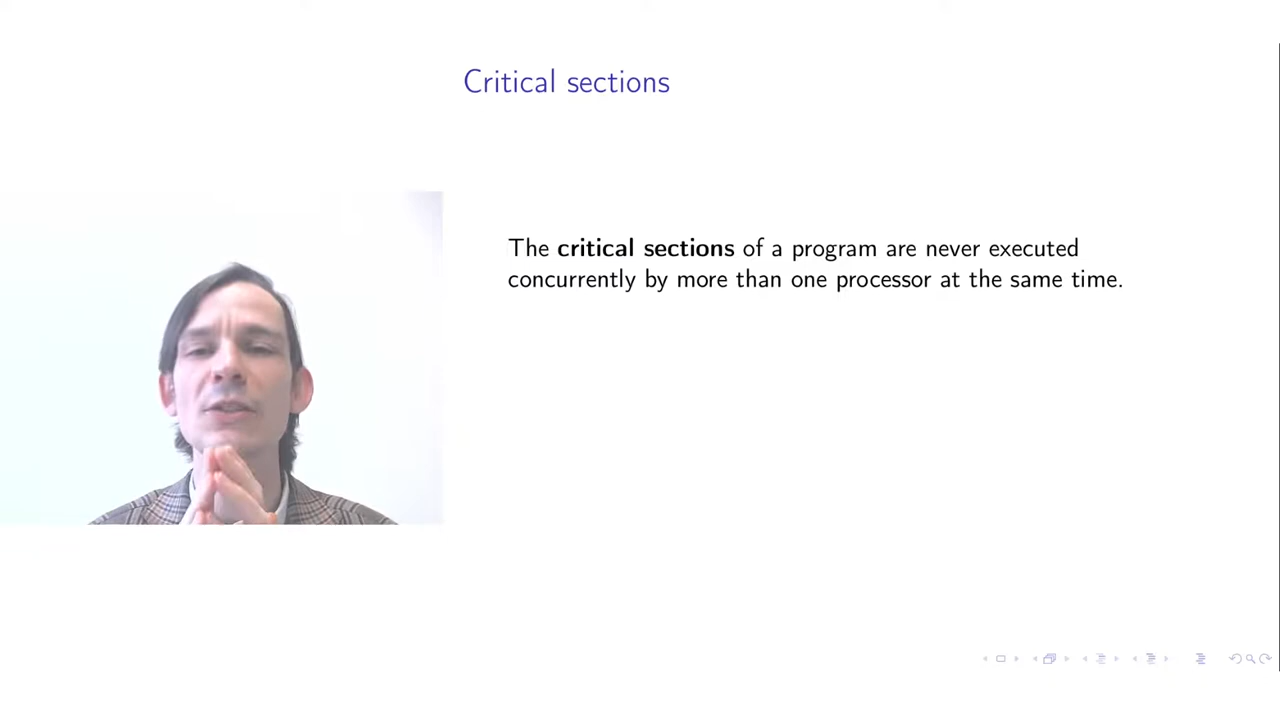 Critical sections
The critical sections of a program are never executed
concurrently by more than one processor at the same time.